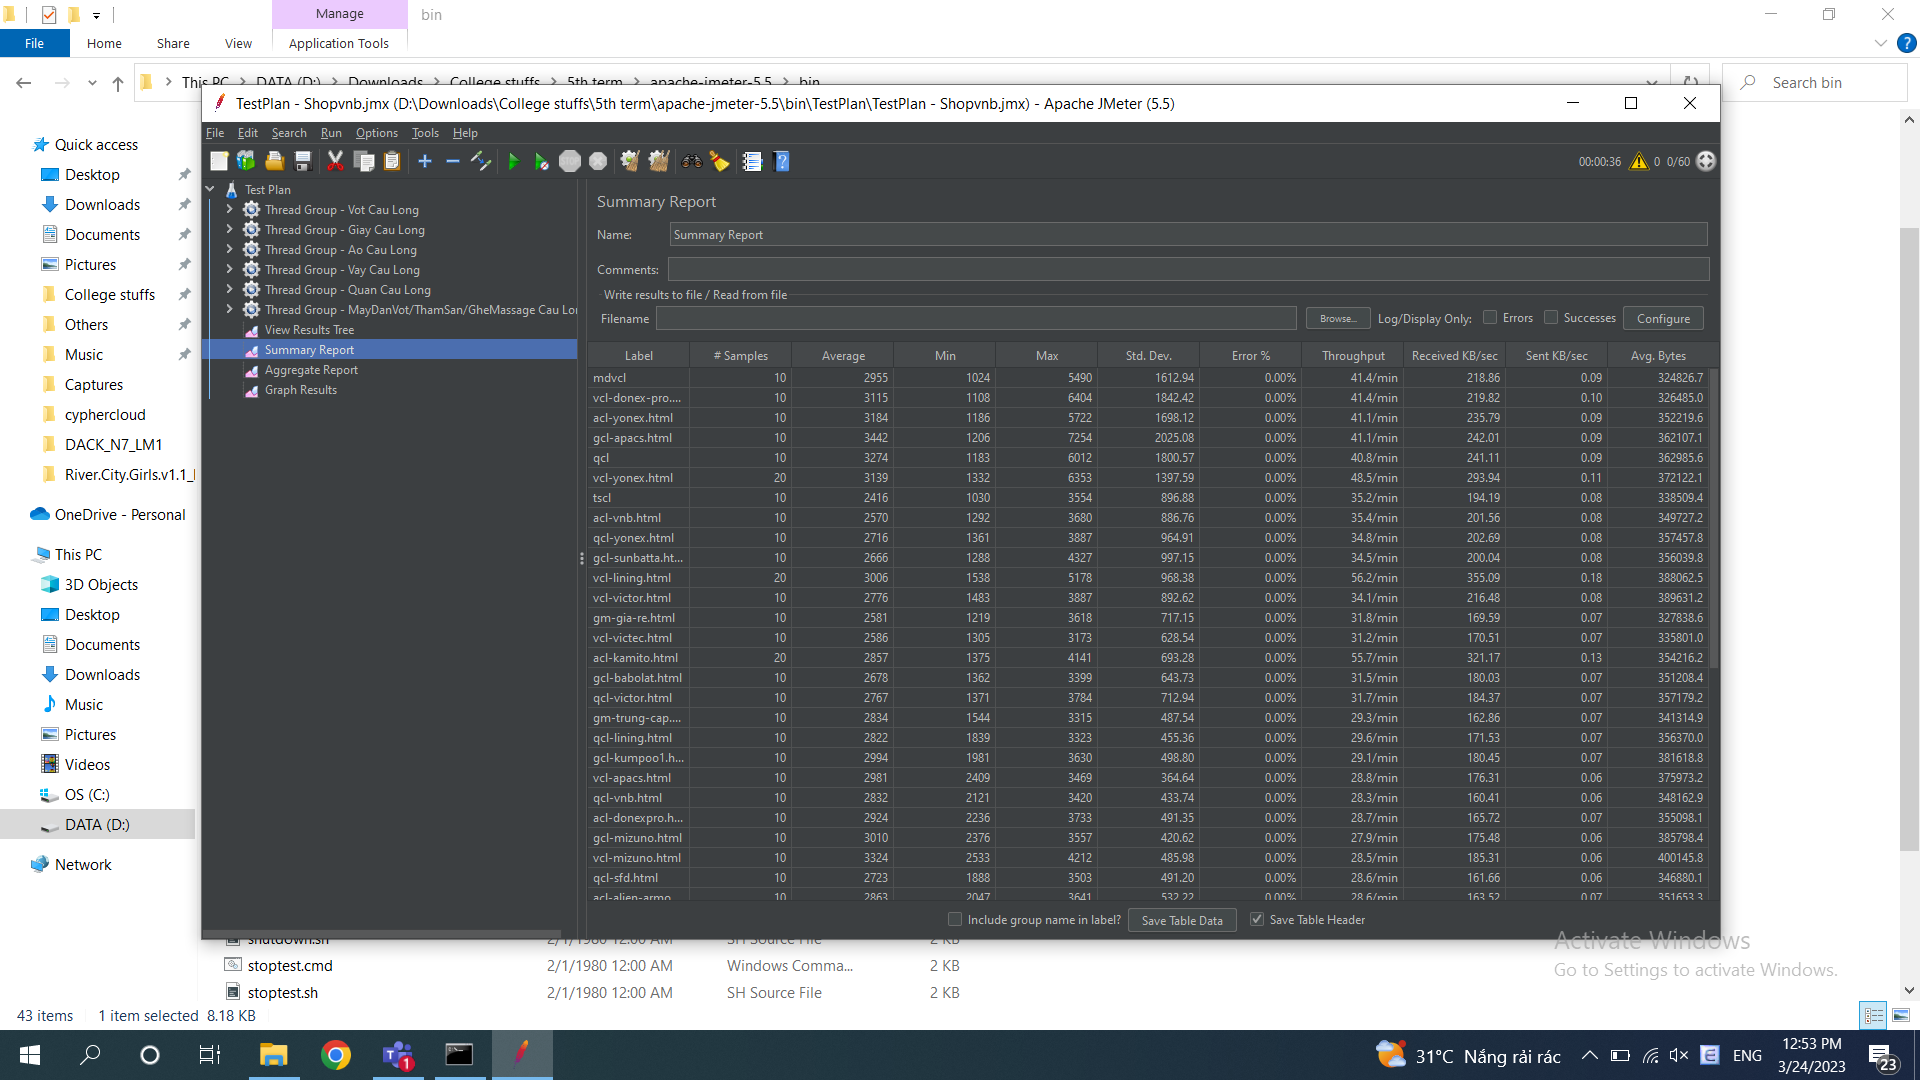 Manage
bin
File
Home
Share
View
Application Tools
This PC
DATA (D:)
Downloads
College stuffs
5th term
apache-jmeter-5.5
bin
Search bin
Quick access
Desktop
Downloads
Documents
Pictures
College stuffs
Others
Music
Captures
cyphercloud
DACK_N7_LM1
River.City.Girls.v1.1_
OneDrive - Personal
This PC
3D Objects
Desktop
Documents
Downloads
Music
Pictures
Videos
OS (C:)
DATA (D:)
Network
TestPlan - Shopvnb.jmx (D:\Downloads\College stuffs\5th term\apache-jmeter-5.5\bin\TestPlan\TestPlan - Shopvnb.jmx) - Apache JMeter (5.5)
File Edit Search Run Options Tools Help
00:00:36 0 0/60
Test Plan
Thread Group - Vot Cau Long
Thread Group - Giay Cau Long
Thread Group - Ao Cau Long
Thread Group - Vay Cau Long
Thread Group - Quan Cau Long
Thread Group - MayDanVot/ThamSan/GheMassage Cau Lo
View Results Tree
Summary Report
Aggregate Report
Graph Results
Summary Report
Name: Summary Report
Comments:
Write results to file / Read from file
Filename Browse... Log/Display Only: Errors Successes Configure
Label # Samples Average Min Max Std. Dev. Error % Throughput Received KB/sec Sent KB/sec Avg. Bytes
mdvcl 10 2955 1024 5490 1612.94 0.00% 41.4/min 218.86 0.09 324826.7
vcl-donex-pro.... 10 3115 1108 6404 1842.42 0.00% 41.4/min 219.82 0.10 326485.0
acl-yonex.html 10 3184 1186 5722 1698.12 0.00% 41.1/min 235.79 0.09 352219.6
gcl-apacs.html 10 3442 1206 7254 2025.08 0.00% 41.1/min 242.01 0.09 362107.1
qcl 10 3274 1183 6012 1800.57 0.00% 40.8/min 241.11 0.09 362985.6
vcl-yonex.html 20 3139 1332 6353 1397.59 0.00% 48.5/min 293.94 0.11 372122.1
tscl 10 2416 1030 3554 896.88 0.00% 35.2/min 194.19 0.08 338509.4
acl-vnb.html 10 2570 1292 3680 886.76 0.00% 35.4/min 201.56 0.08 349727.2
qcl-yonex.html 10 2716 1361 3887 964.91 0.00% 34.8/min 202.69 0.08 357457.8
gcl-sunbatta.ht... 10 2666 1288 4327 997.15 0.00% 34.5/min 200.04 0.08 356039.8
vcl-lining.html 20 3006 1538 5178 968.38 0.00% 56.2/min 355.09 0.18 388062.5
vcl-victor.html 10 2776 1483 3887 892.62 0.00% 34.1/min 216.48 0.08 389631.2
gm-gia-re.html 10 2581 1219 3618 717.15 0.00% 31.8/min 169.59 0.07 327838.6
vcl-victec.html 10 2586 1305 3173 628.54 0.00% 31.2/min 170.51 0.07 335801.0
acl-kamito.html 20 2857 1375 4141 693.28 0.00% 55.7/min 321.17 0.13 354216.2
gcl-babolat.html 10 2678 1362 3399 643.73 0.00% 31.5/min 180.03 0.07 351208.4
qcl-victor.html 10 2767 1371 3784 712.94 0.00% 31.7/min 184.37 0.07 357179.2
gm-trung-cap.... 10 2834 1544 3315 487.54 0.00% 29.3/min 162.86 0.07 341314.9
qcl-lining.html 10 2822 1839 3323 455.36 0.00% 29.6/min 171.53 0.07 356370.0
gcl-kumpoo1.h... 10 2994 1981 3630 498.80 0.00% 29.1/min 180.45 0.07 381618.8
vcl-apacs.html 10 2981 2409 3469 364.64 0.00% 28.8/min 176.31 0.06 375973.2
qcl-vnb.html 10 2832 2121 3420 433.74 0.00% 28.3/min 160.41 0.06 348162.9
acl-donexpro.h... 10 2924 2236 3733 491.35 0.00% 28.7/min 165.72 0.07 355098.1
gcl-mizuno.html 10 3010 2376 3557 420.62 0.00% 27.9/min 175.48 0.06 385798.4
vcl-mizuno.html 10 3324 2533 4212 485.98 0.00% 28.5/min 185.31 0.06 400145.8
qcl-sfd.html 10 2723 1888 3503 491.20 0.00% 28.6/min 161.66 0.06 346880.1
acl-alien-armo 10 2863 2047 3641 532.22 0.00% 28.6/min 163.52 0.07 351653.3
Include group name in label? Save Table Data Save Table Header
shutdown.sh 2/1/1980 12:00 AM SH Source File 2 KB
stoptest.cmd 2/1/1980 12:00 AM Windows Comma... 2 KB
stoptest.sh 2/1/1980 12:00 AM SH Source File 2 KB
Activate Windows
Go to Settings to activate Windows.
43 items 1 item selected 8.18 KB
1
31°C Nắng rải rác
ENG
12:53 PM
3/24/2023
23